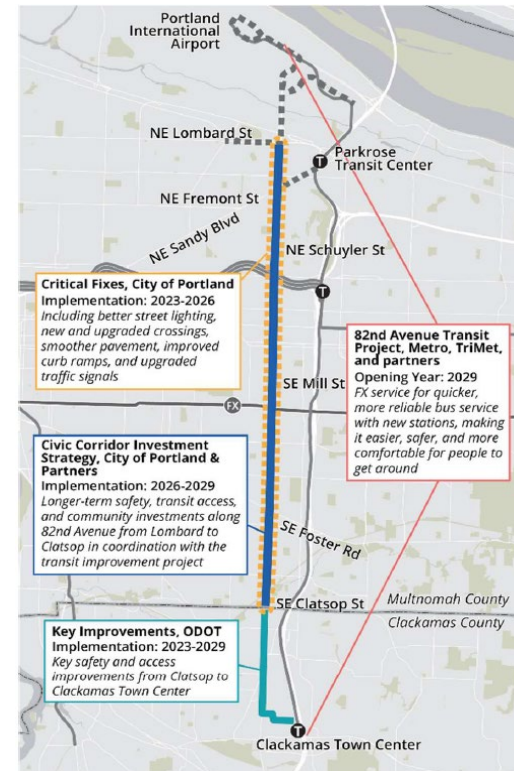 Portland
International
Airport
NE Lombard St
T
Parkrose
Transit Center
NE Fremont St
NE Sandy Blvd
NE Schuyler St
T
Critical Fixes, City of Portland
Implementation: 2023-2026
Including better street lighting,
new and upgraded crossings,
smoother pavement, improved
curb ramps, and upgraded
traffic signals
82nd Avenue Transit
Project, Metro, TriMet,
and partners
Opening Year: 2029
FX service for quicker,
more reliable bus service
with new stations, making
it easier, safer, and more
comfortable for people to
get around
SE Mill St
FX
Civic Corridor Investment
Strategy, City of Portland &
Partners
Implementation: 2026-2029
Longer-term safety, transit access,
and community investments along
82nd Avenue from Lombard to
Clatsop in coordination with the
transit improvement project
SE Foster Rd
SE Clatsop St
Multnomah County
Clackamas County
Key Improvements, ODOT
Implementation: 2023-2029
Key safety and access
improvements from Clatsop to
Clackamas Town Center
T
Clackamas Town Center